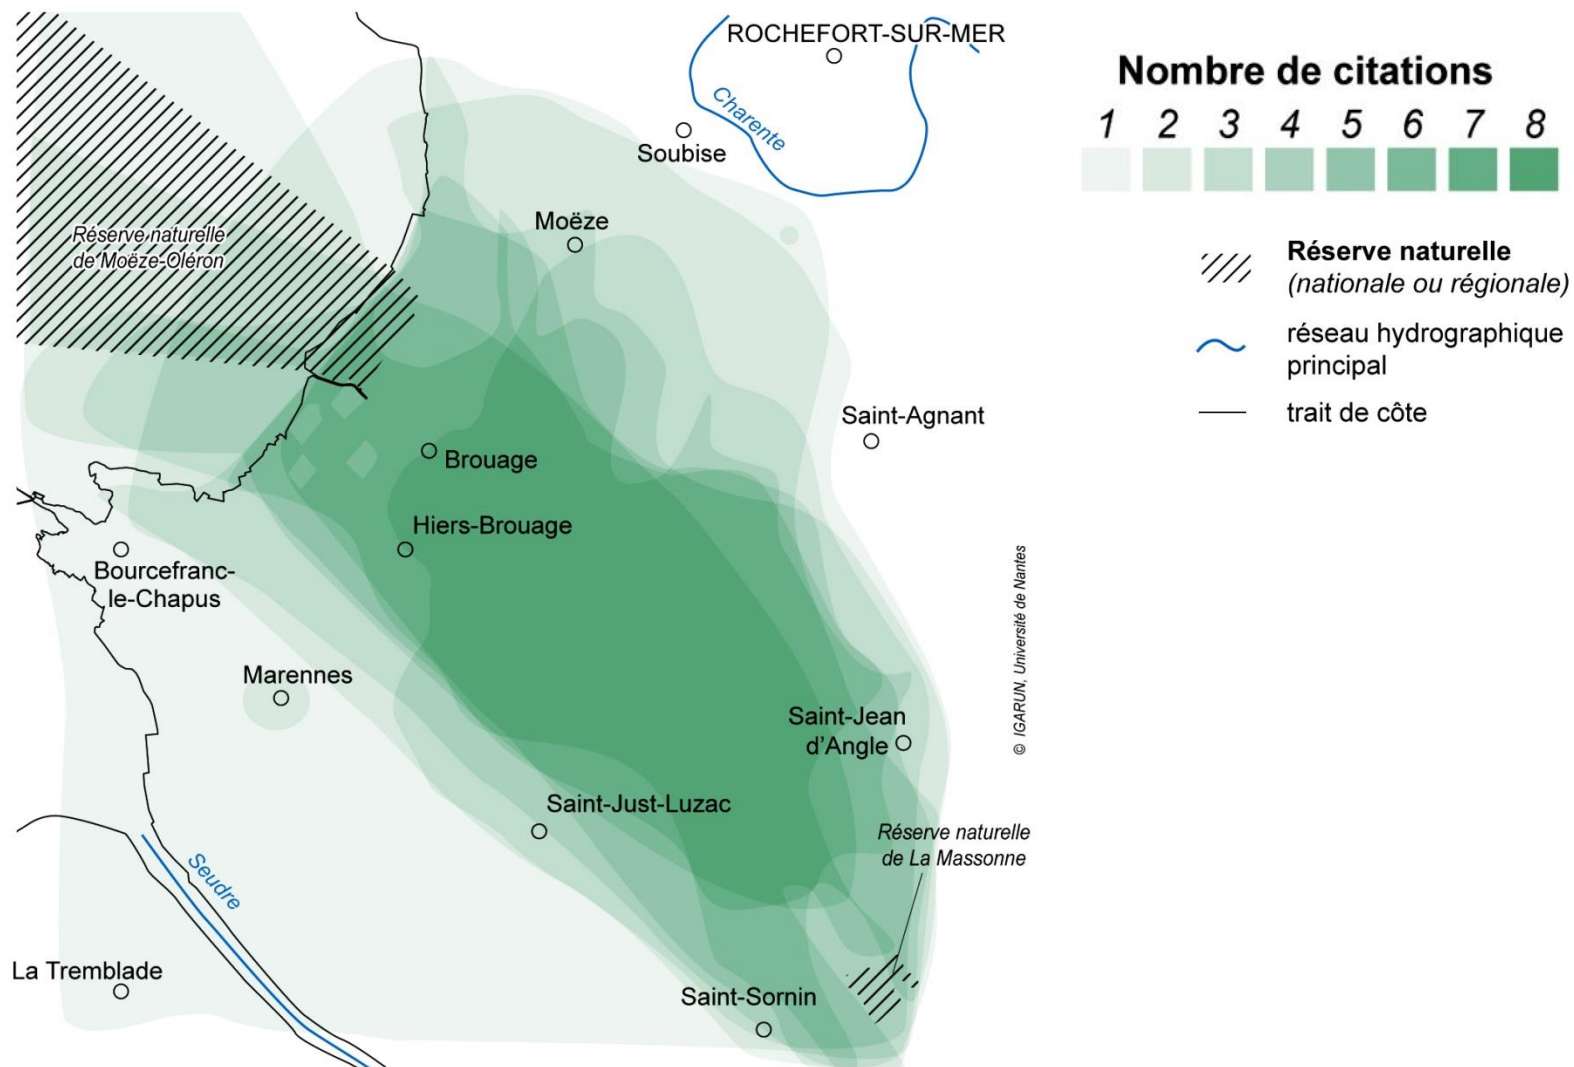 ROCHEFORT-SUR-MER
Charente
Soubise
Moëze
Réserve naturelle
de Moëze-Oléron
Saint-Agnant
Brouage
Hiers-Brouage
Bourcefranc-
le-Chapus
Marennes
Saint-Jean
d'Angle
Saint-Just-Luzac
Réserve naturelle
de La Massonne
Seudre
La Tremblade
Saint-Sornin
© IGARUN, Université de Nantes
Nombre de citations
1 2 3 4 5 6 7 8
Réserve naturelle
(nationale ou régionale)
réseau hydrographique
principal
trait de côte